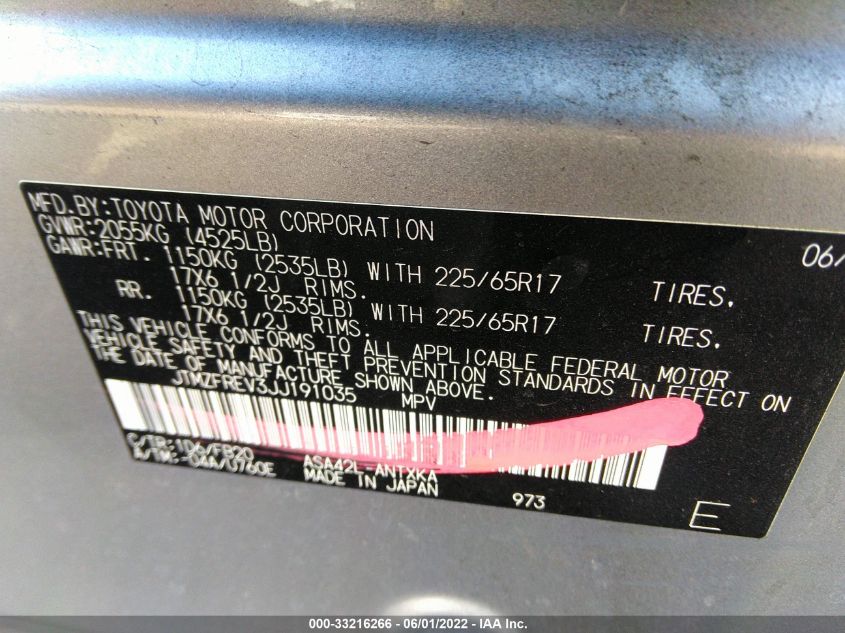 MFD.BY:TOYOTA MOTOR CORPORATION 06/
GVWR:2055KG (4525LB)
GAWR:FRT. 1150KG (2535LB) WITH 225/65R17 TIRES,
17X6 1/2J RIMS.
RR. 1150KG (2535LB) WITH 225/65R17 TIRES,
17X6 1/2J RIMS.
THIS VEHICLE CONFORMS TO ALL APPLICABLE FEDERAL MOTOR
VEHICLE SAFETY AND THEFT PREVENTION STANDARDS IN EFFECT ON
THE DATE OF MANUFACTURE SHOWN ABOVE.
JTMZFREV3JJ191035 MPV
C/TR:1D6/FB20 ASA42L-ANTXKA
A/TM:-04A/U760E MADE IN JAPAN 973 E
000-33216266 - 06/01/2022 - IAA Inc.